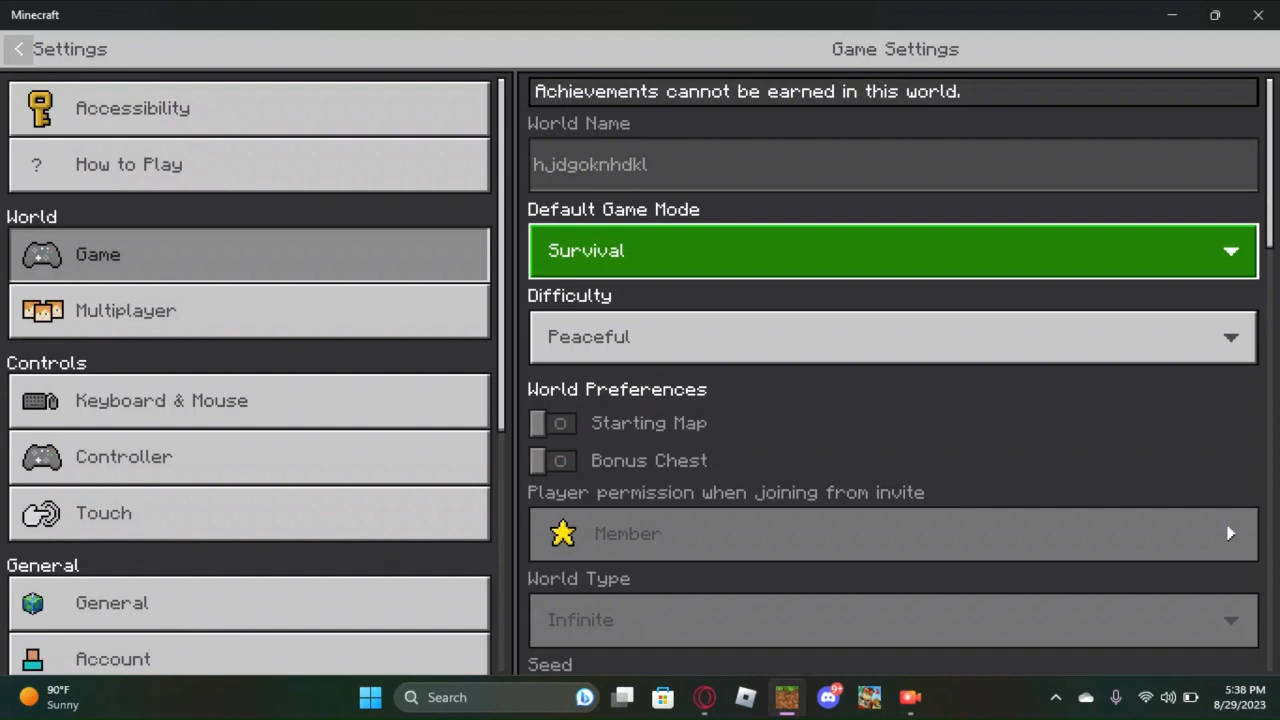 Minecraft
Settings
Game Settings
Accessibility
? How to Play
World
Game
Multiplayer
Controls
Keyboard & Mouse
Controller
Touch
General
General
Account
Achievements cannot be earned in this world.
World Name
hjdgoknhdkl
Default Game Mode
Survival
Difficulty
Peaceful
World Preferences
Starting Map
Bonus Chest
Player permission when joining from invite
Member
World Type
Infinite
Seed
90°F
Sunny
Search
9+
5:38 PM
8/29/2023